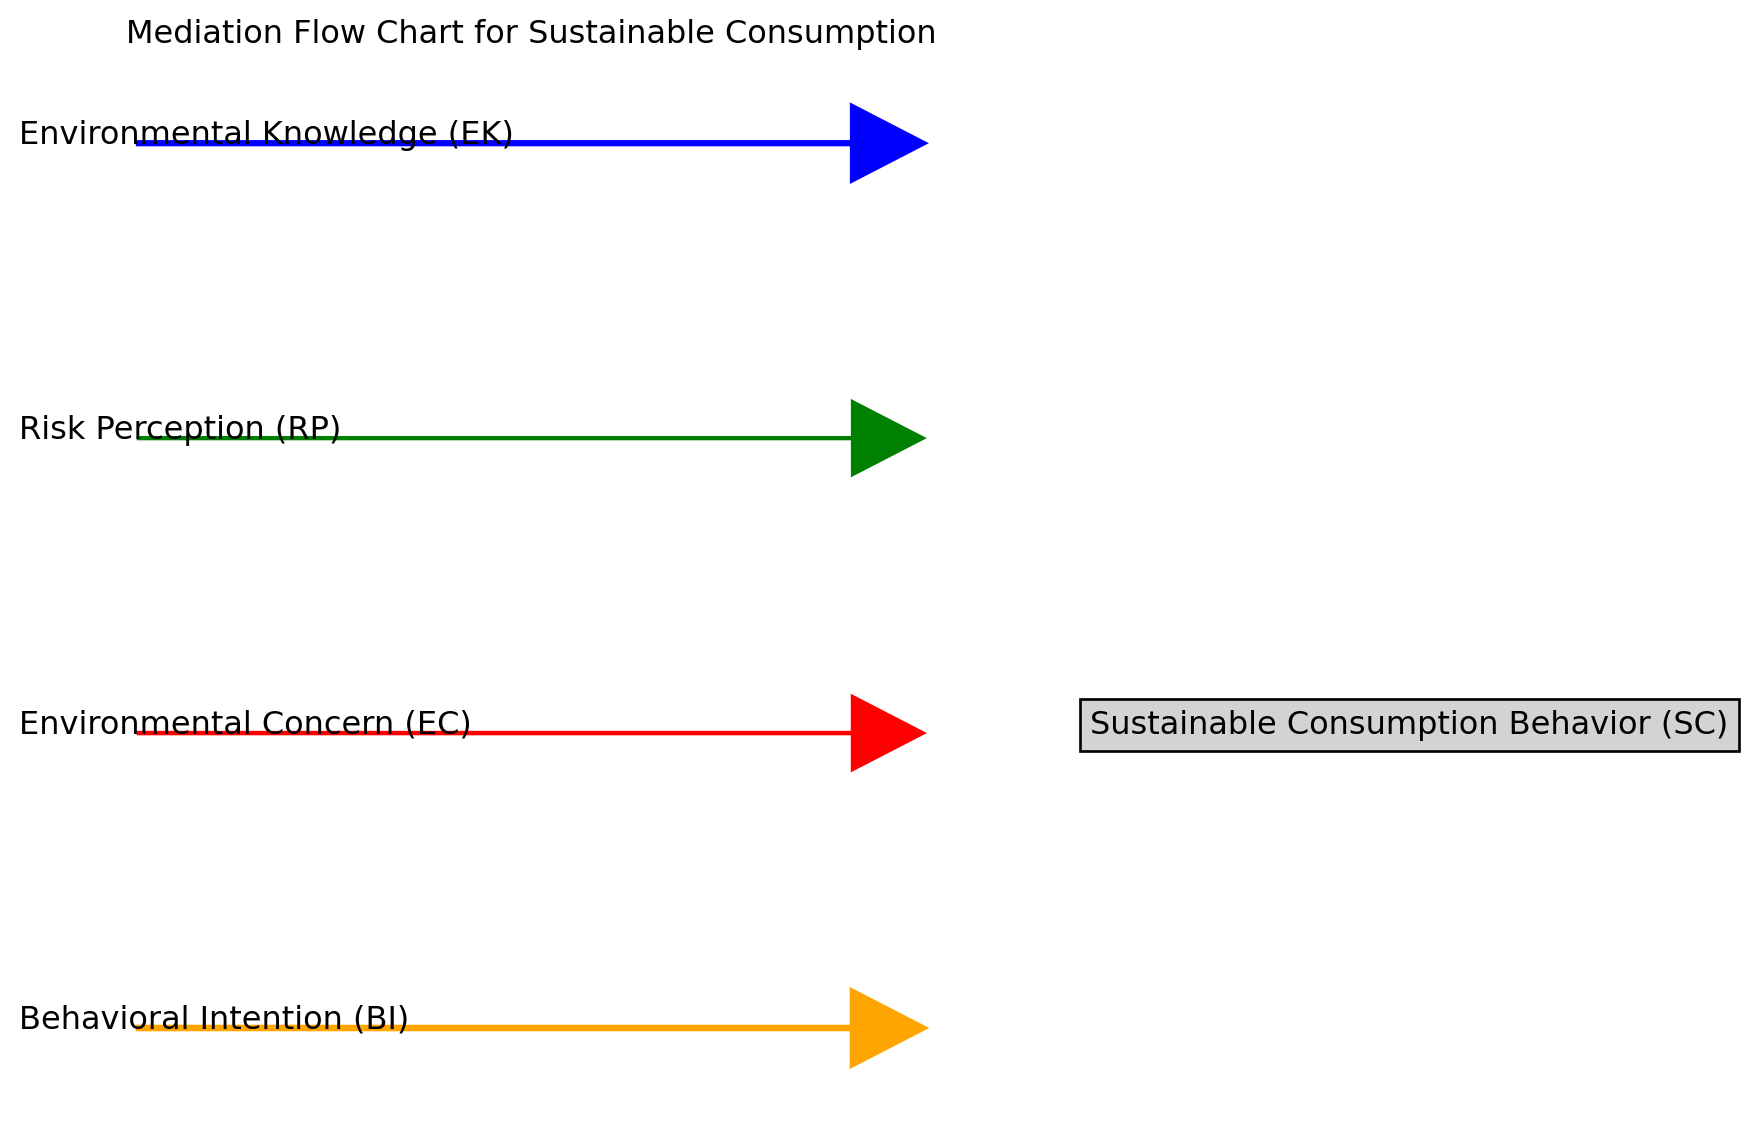 Mediation Flow Chart for Sustainable Consumption
Environmental Knowledge (EK)
Risk Perception (RP)
Environmental Concern (EC)
Sustainable Consumption Behavior (SC)
Behavioral Intention (BI)